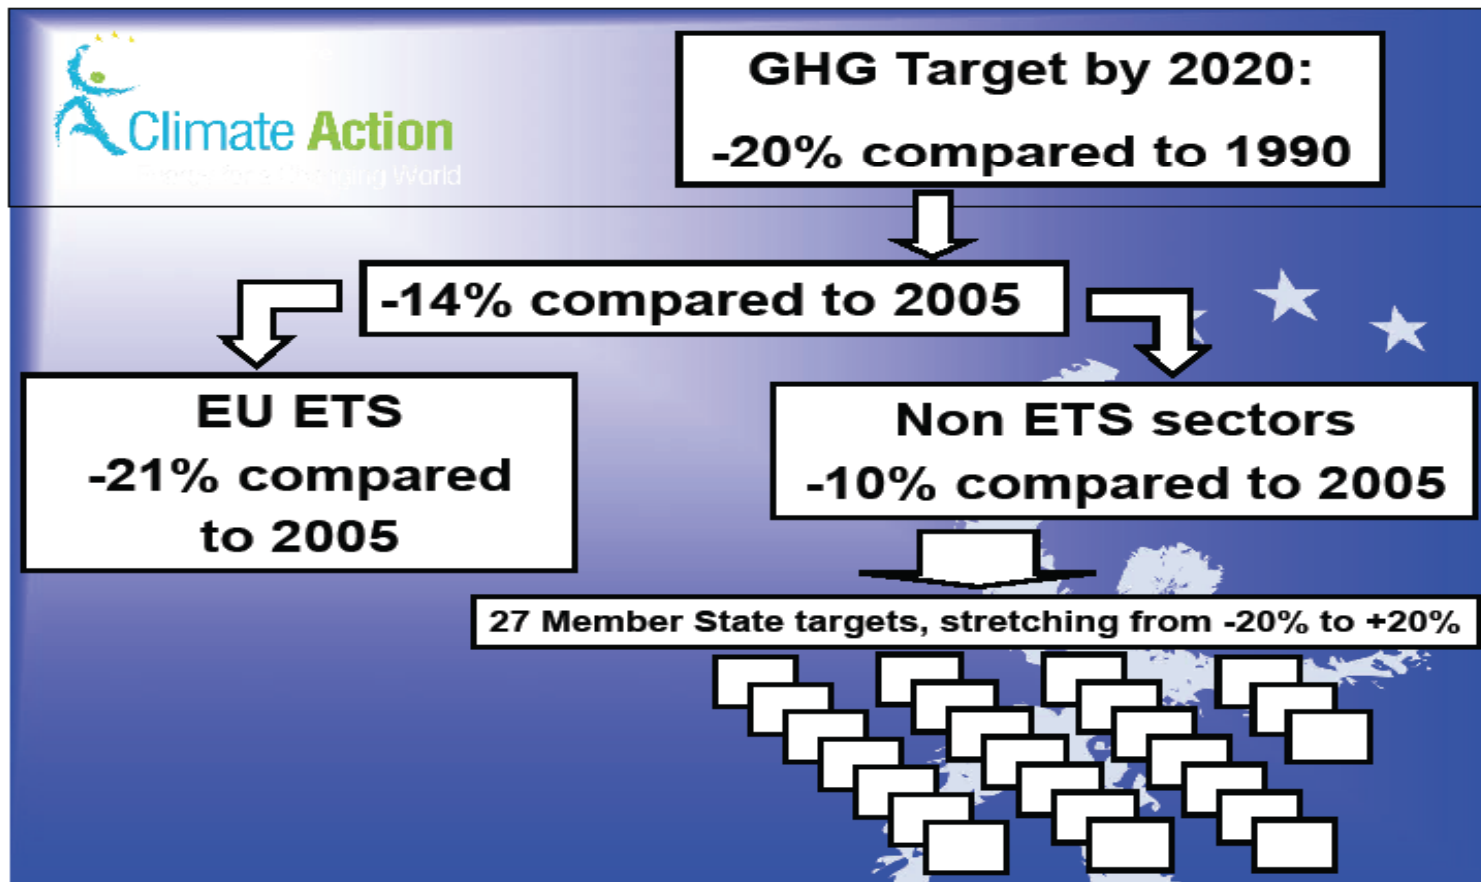 Climate Action
World
GHG Target by 2020:
-20% compared to 1990
-14% compared to 2005
EU ETS
-21% compared
to 2005
Non ETS sectors
-10% compared to 2005
27 Member State targets, stretching from -20% to +20%